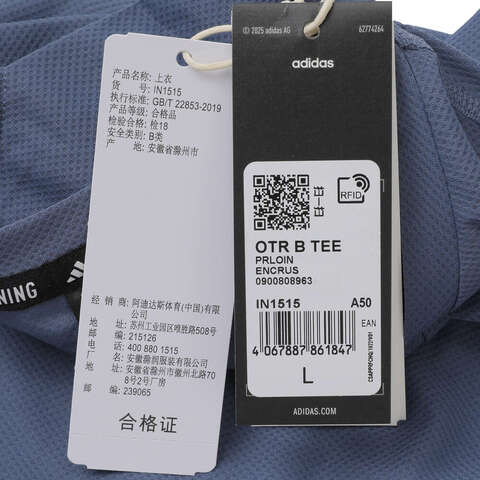 产品名称: 上衣
货 号: IN1515
执行标准: GB/T 22853-2019
产品等级: 合格品
检验合格: 检18
安全类别: B类
产 地: 安徽省滁州市
经 销 商: 阿迪达斯体育(中国)有限公司
地 址: 苏州工业园区唯胜路508号
邮 编: 215126
电 话: 400 880 1515
厂 名: 安徽滁润服装有限公司
厂 址: 安徽省滁州市徽州北路70
8号2号厂房
邮 编: 239065
合格证
NING
©2025 adidas AG
62774264
adidas
RFID
OTR B TEE
PRLOIN
ENCRUS
0900808963
IN1515 A50
EAN
4 067887 861847
L
ADIDAS.COM